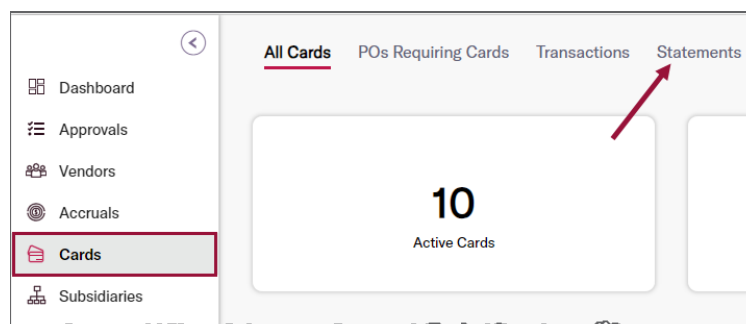 All Cards POs Requiring Cards Transactions Statements
Dashboard
Approvals
Vendors
Accruals
Cards
Subsidiaries
10
Active Cards